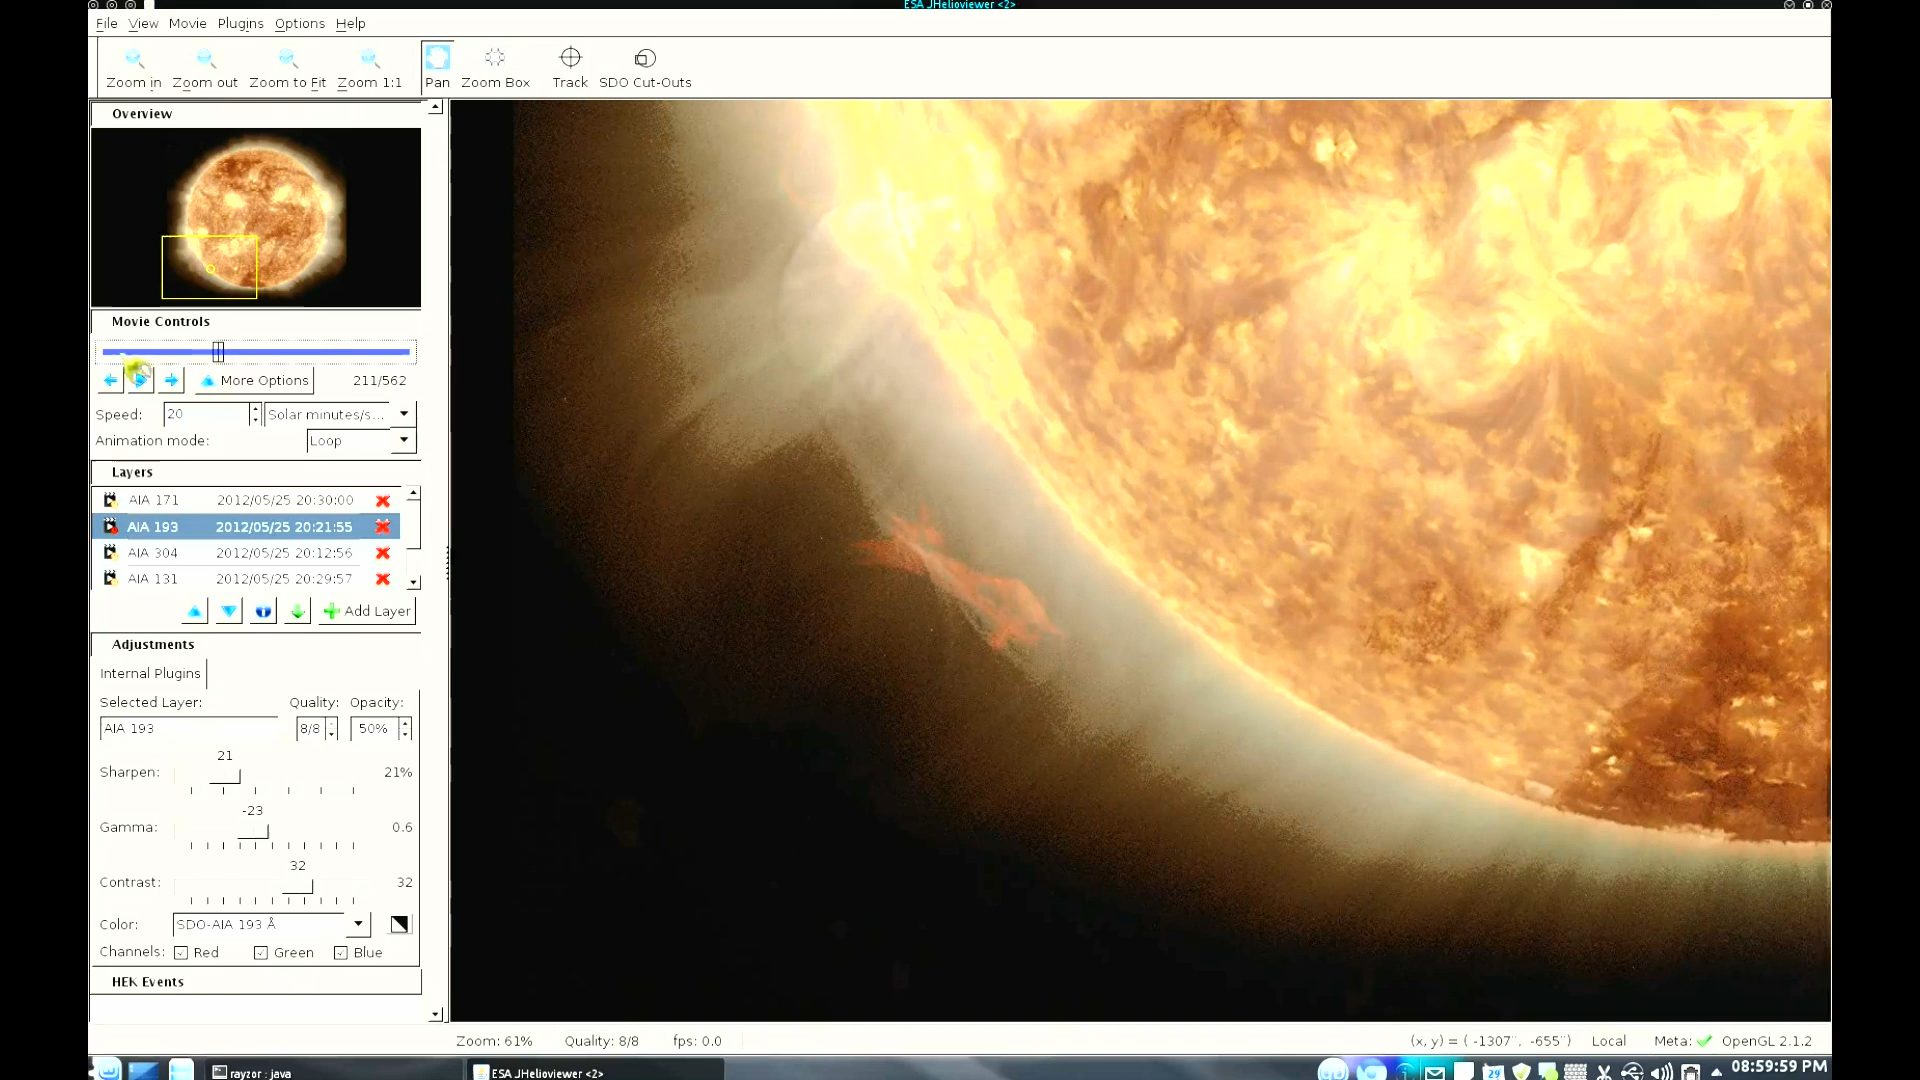 ESA JHelioviewer <2>
File View Movie Plugins Options Help
Zoom in Zoom out Zoom to Fit Zoom 1:1 Pan Zoom Box Track SDO Cut-Outs
Overview
Movie Controls
More Options 211/562
Speed: 20 Solar minutes/s...
Animation mode: Loop
Layers
AIA 171 2012/05/25 20:30:00
AIA 193 2012/05/25 20:21:55
AIA 304 2012/05/25 20:12:56
AIA 131 2012/05/25 20:29:57
Add Layer
Adjustments
Internal Plugins
Selected Layer: Quality: Opacity:
AIA 193 8/8 50%
21
Sharpen: 21%
-23
Gamma: 0.6
32
Contrast: 32
Color: SDO-AIA 193 Å
Channels: Red Green Blue
HEK Events
Zoom: 61% Quality: 8/8 fps: 0.0 (x, y) = ( -1307", -655") Local Meta: OpenGL 2.1.2
rayzor : java ESA JHelioviewer <2> 29 08:59:59 PM